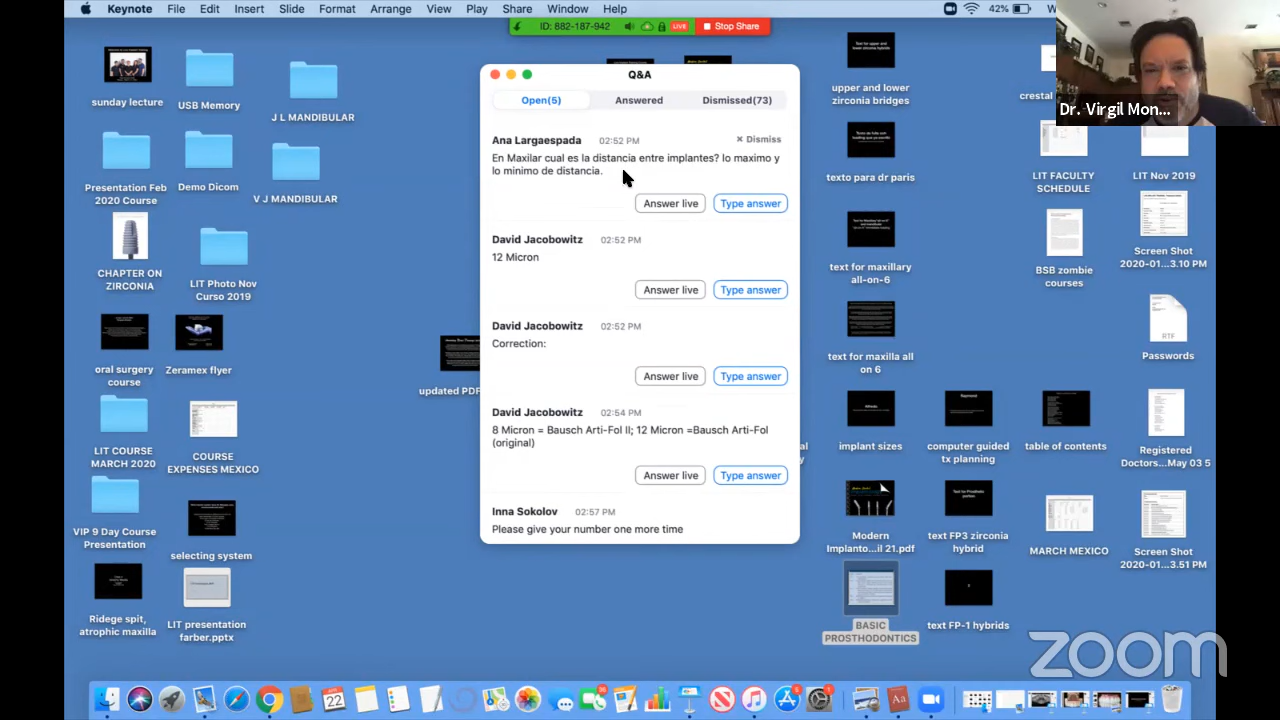 Keynote File Edit Insert Slide Format Arrange View Play Share Window Help 42%
ID: 882-187-942 LIVE Stop Share
Q&A
Open(5) Answered Dismissed(73)
Ana Largaespada 02:52 PM × Dismiss
En Maxilar cual es la distancia entre implantes? lo maximo y
lo minimo de distancia.
Answer live Type answer
David Jacobowitz 02:52 PM
12 Micron
Answer live Type answer
David Jacobowitz 02:52 PM
Correction:
Answer live Type answer
David Jacobowitz 02:54 PM
8 Micron = Bausch Arti-Fol II; 12 Micron =Bausch Arti-Fol
(original)
Answer live Type answer
Inna Sokolov 02:57 PM
Please give your number one more time
sunday lecture
USB Memory
J L MANDIBULAR
Presentation Feb
2020 Course
Demo Dicom
V J MANDIBULAR
CHAPTER ON
ZIRCONIA
LIT Photo Nov
Curso 2019
oral surgery
course
Zeramex flyer
updated PDF
LIT COURSE
MARCH 2020
COURSE
EXPENSES MEXICO
VIP 9 Day Course
Presentation
selecting system
Ridege spit,
atrophic maxilla
LIT presentation
farber.pptx
upper and lower
zirconia bridges
crestal
texto para dr paris
LIT FACULTY
SCHEDULE
LIT Nov 2019
text for maxillary
all-on-6
BSB zombie
courses
Screen Shot
2020-01...3.10 PM
text for maxilla all
on 6
RTF
Passwords
implant sizes
computer guided
tx planning
table of contents
Registered
Doctors...May 03 5
Modern
Implanto...il 21.pdf
text FP3 zirconia
hybrid
MARCH MEXICO
Screen Shot
2020-01...3.51 PM
BASIC
PROSTHODONTICS
text FP-1 hybrids
Dr. Virgil Mon...
zoom